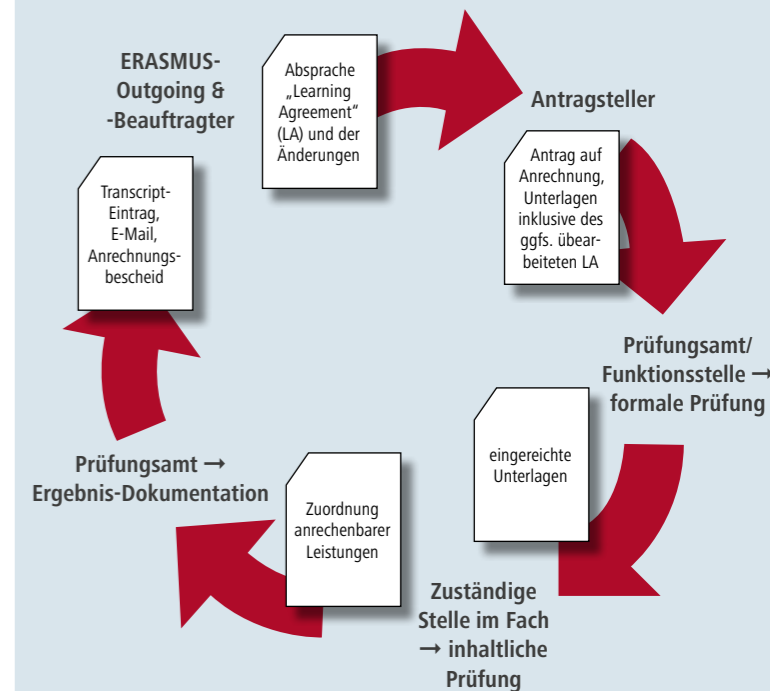 ERASMUS-
Outgoing &
-Beauftragter
Absprache
„Learning
Agreement“
(LA) und der
Änderungen
Antragsteller
Antrag auf
Anrechnung,
Unterlagen
inklusive des
ggfs. übear-
beiteten LA
Prüfungsamt/
Funktionsstelle →
formale Prüfung
eingereichte
Unterlagen
Zuständige
Stelle im Fach
→ inhaltliche
Prüfung
Zuordnung
anrechenbarer
Leistungen
Prüfungsamt →
Ergebnis-Dokumentation
Transcript-
Eintrag,
E-Mail,
Anrechnungs-
bescheid